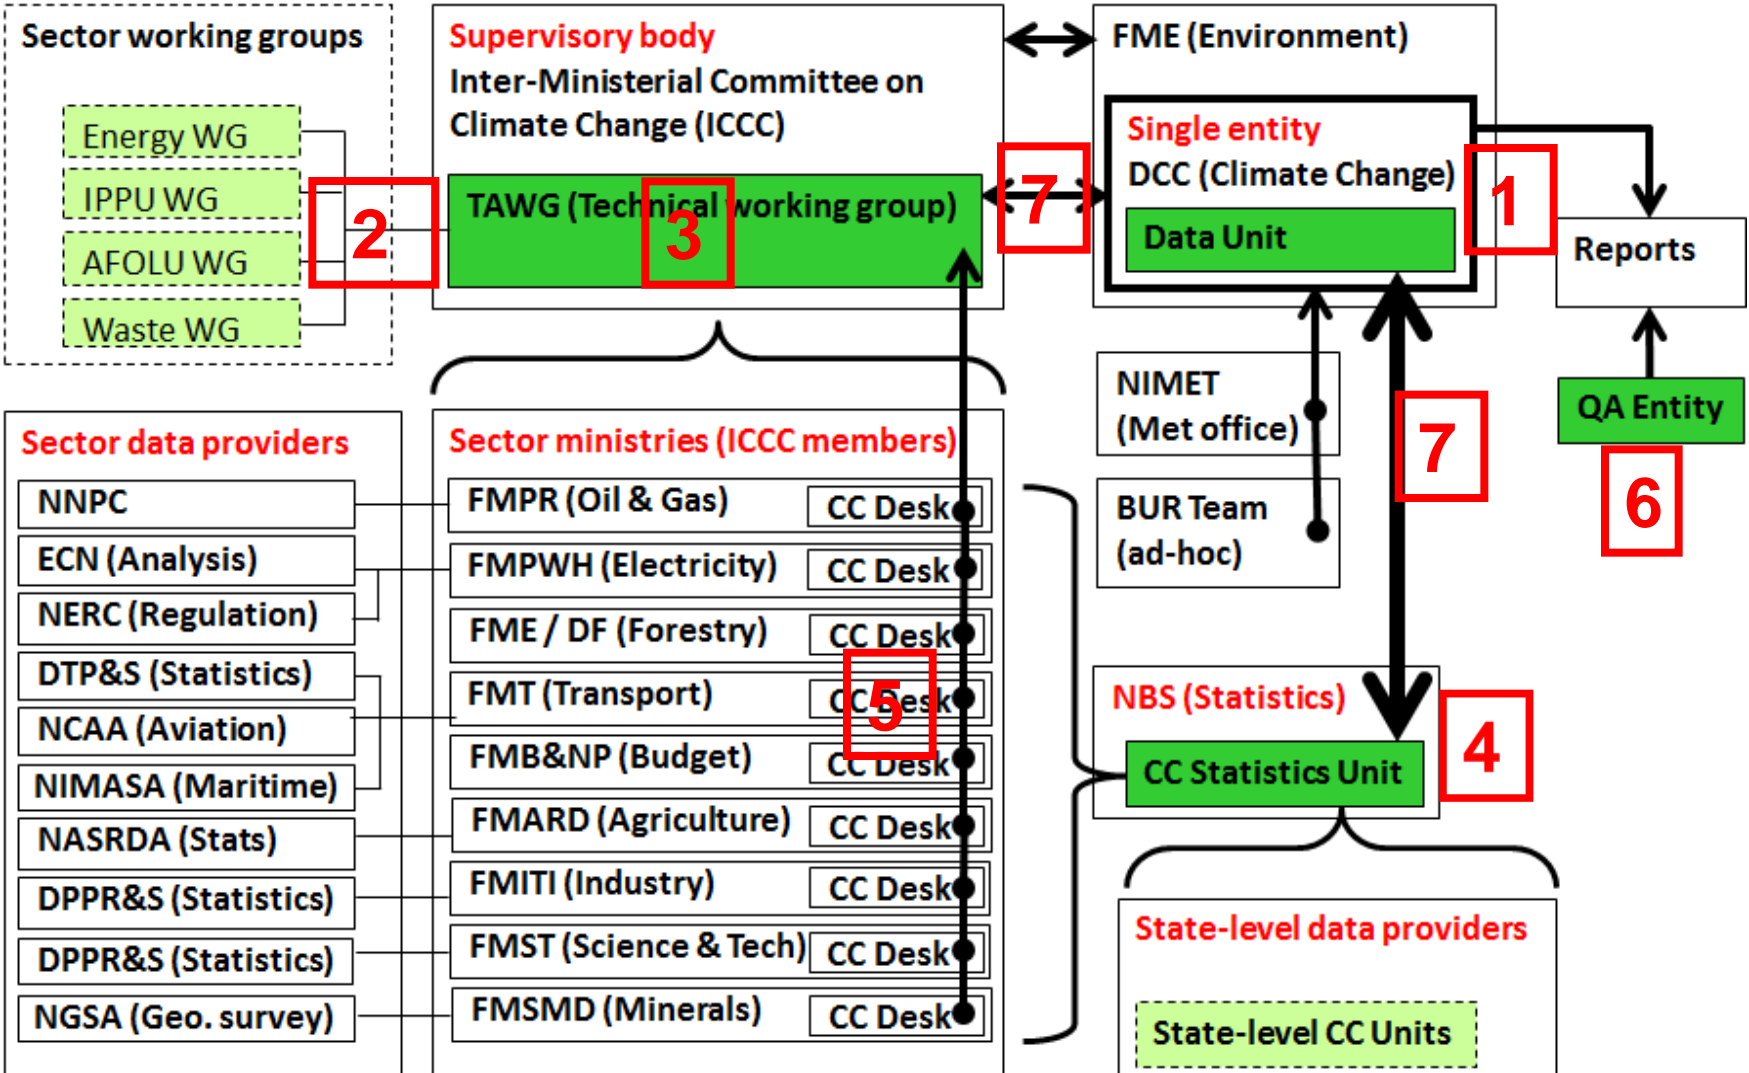 Sector working groups
Energy WG
IPPU WG
AFOLU WG
Waste WG
2
Supervisory body
Inter-Ministerial Committee on
Climate Change (ICCC)
TAWG (Technical working group)
3
7
FME (Environment)
Single entity
DCC (Climate Change)
Data Unit
1
Reports
QA Entity
6
NIMET
(Met office)
BUR Team
(ad-hoc)
7
Sector data providers
NNPC
ECN (Analysis)
NERC (Regulation)
DTP&S (Statistics)
NCAA (Aviation)
NIMASA (Maritime)
NASRDA (Stats)
DPPR&S (Statistics)
DPPR&S (Statistics)
NGSA (Geo. survey)
Sector ministries (ICCC members)
FMPR (Oil & Gas) CC Desk
FMPWH (Electricity) CC Desk
FME / DF (Forestry) CC Desk
FMT (Transport) CC Desk
5
FMB&NP (Budget) CC Desk
FMARD (Agriculture) CC Desk
FMITI (Industry) CC Desk
FMST (Science & Tech) CC Desk
FMSMD (Minerals) CC Desk
NBS (Statistics)
CC Statistics Unit
4
State-level data providers
State-level CC Units